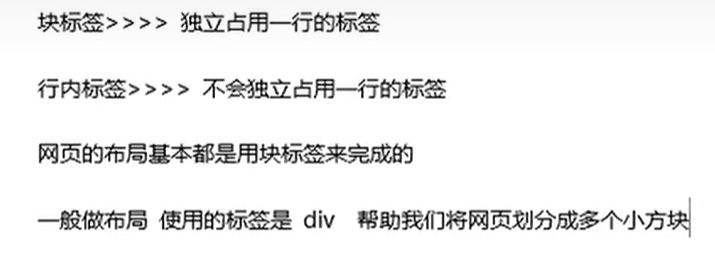 块标签>>>> 独立占用一行的标签
行内标签>>>> 不会独立占用一行的标签
网页的布局基本都是用块标签来完成的
一般做布局 使用的标签是 div 帮助我们将网页划分成多个小方块